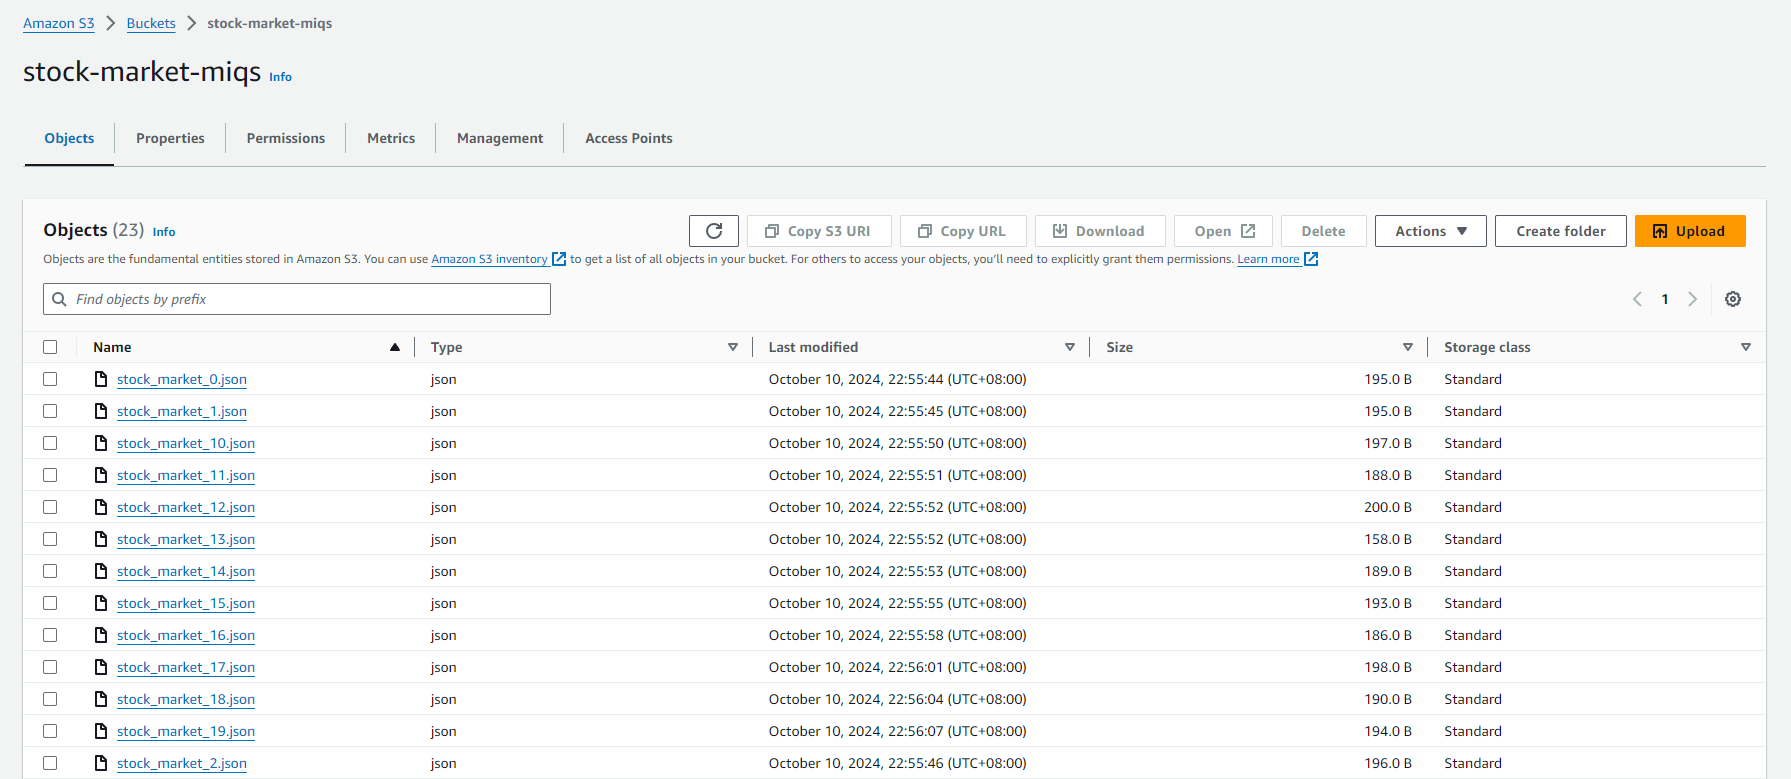 Amazon S3 > Buckets > stock-market-miqs
stock-market-miqs Info
Objects Properties Permissions Metrics Management Access Points
Objects (23) Info Copy S3 URI Copy URL Download Open Delete Actions Create folder Upload
Objects are the fundamental entities stored in Amazon S3. You can use Amazon S3 inventory to get a list of all objects in your bucket. For others to access your objects, you'll need to explicitly grant them permissions. Learn more
Find objects by prefix 1
Name Type Last modified Size Storage class
stock_market_0.json json October 10, 2024, 22:55:44 (UTC+08:00) 195.0 B Standard
stock_market_1.json json October 10, 2024, 22:55:45 (UTC+08:00) 195.0 B Standard
stock_market_10.json json October 10, 2024, 22:55:50 (UTC+08:00) 197.0 B Standard
stock_market_11.json json October 10, 2024, 22:55:51 (UTC+08:00) 188.0 B Standard
stock_market_12.json json October 10, 2024, 22:55:52 (UTC+08:00) 200.0 B Standard
stock_market_13.json json October 10, 2024, 22:55:52 (UTC+08:00) 158.0 B Standard
stock_market_14.json json October 10, 2024, 22:55:53 (UTC+08:00) 189.0 B Standard
stock_market_15.json json October 10, 2024, 22:55:55 (UTC+08:00) 193.0 B Standard
stock_market_16.json json October 10, 2024, 22:55:58 (UTC+08:00) 186.0 B Standard
stock_market_17.json json October 10, 2024, 22:56:01 (UTC+08:00) 198.0 B Standard
stock_market_18.json json October 10, 2024, 22:56:04 (UTC+08:00) 190.0 B Standard
stock_market_19.json json October 10, 2024, 22:56:07 (UTC+08:00) 194.0 B Standard
stock_market_2.json json October 10, 2024, 22:55:46 (UTC+08:00) 196.0 B Standard